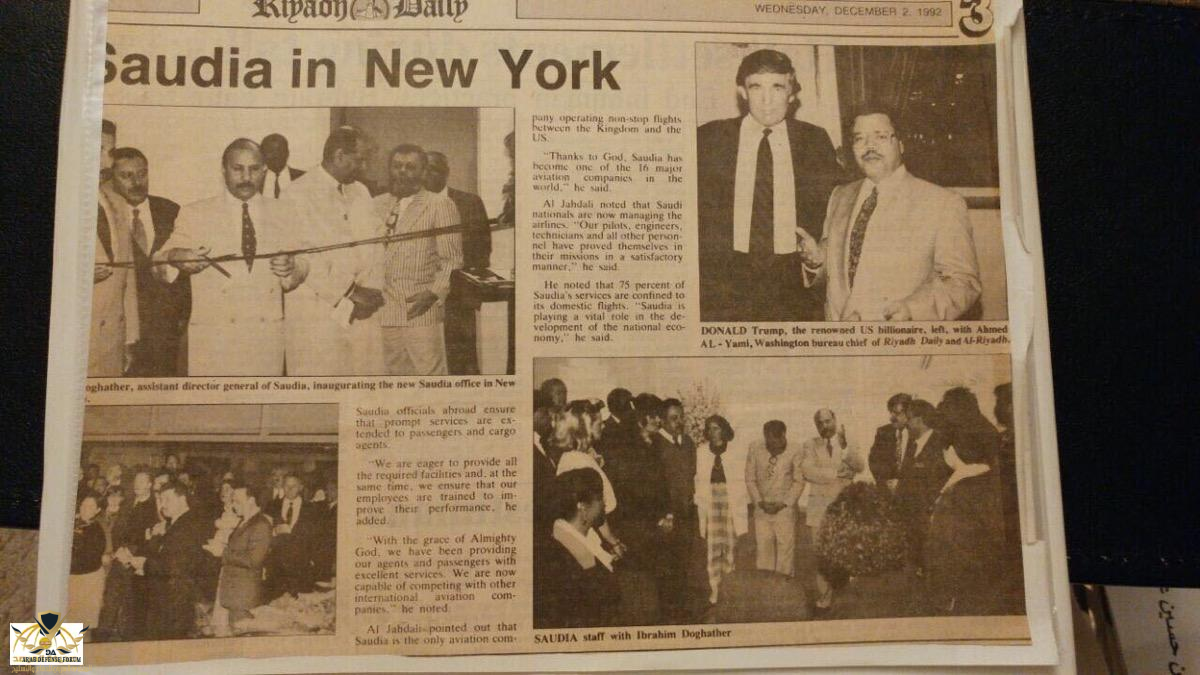 Riyadh Daily
WEDNESDAY, DECEMBER 2, 1992
3
Saudia in New York
oghather, assistant director general of Saudia, inaugurating the new Saudia office in New
Saudia officials abroad ensure
that prompt services are ex-
tended to passengers and cargo
agents.
"We are eager to provide all
the required facilities and, at the
same time, we ensure that our
employees are trained to im-
prove their performance, he
added.
"With the grace of Almighty
God, we have been providing
our agents and passengers with
excellent services. We are now
capable of competing with other
international aviation com-
panies," he noted.
Al Jahdali pointed out that
Saudia is the only aviation com-
pany operating non-stop flights
between the Kingdom and the
US.
"Thanks to God, Saudia has
become one of the 16 major
aviation companies in the
world," he said.
Al Jahdali noted that Saudi
nationals are now managing the
airlines. "Our pilots, engineers,
technicians and all other person-
nel have proved themselves in
their missions in a satisfactory
manner," he said.
He noted that 75 percent of
Saudia's services are confined to
its domestic flights. "Saudia is
playing a vital role in the de-
velopment of the national eco-
nomy," he said.
DONALD Trump, the renowned US billionaire, left, with Ahmed
AL - Yami, Washington bureau chief of Riyadh Daily and Al-Riyadh.
SAUDIA staff with Ibrahim Doghather
DA
ARAB DEFENSE FORUM
حسين